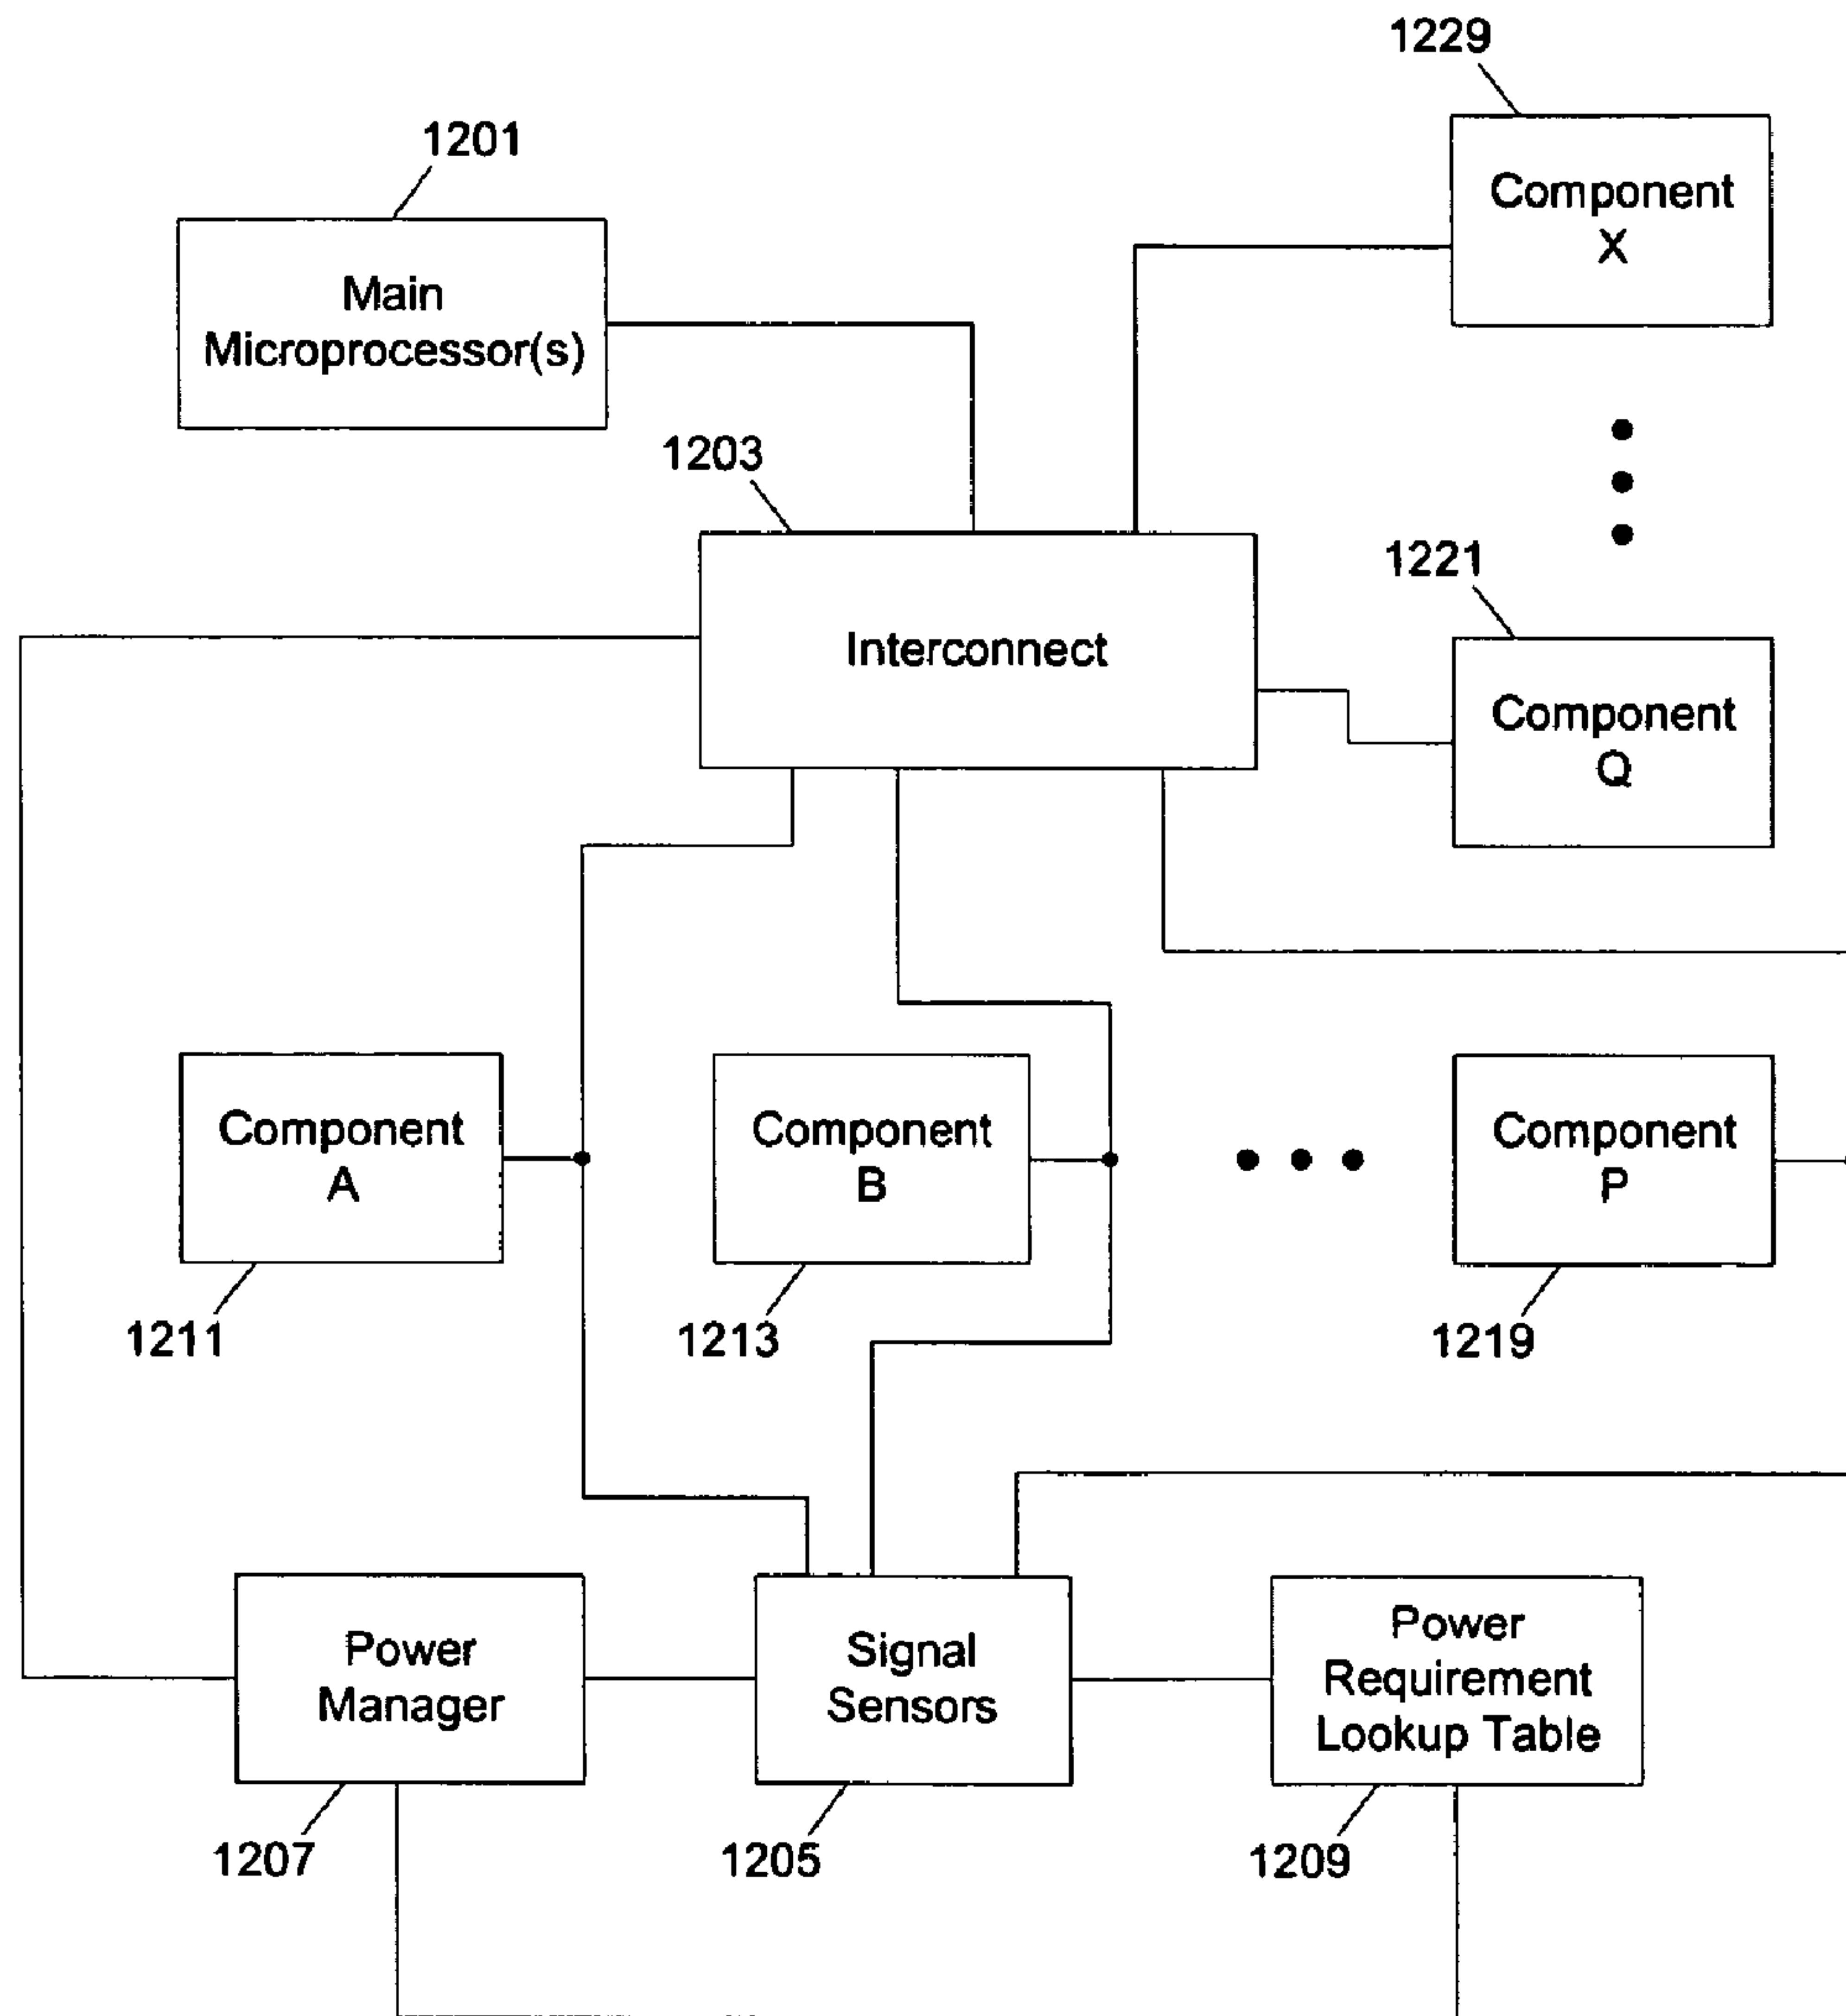 1229
1201
Component
X
Main
Microprocessor(s)
1203
1221
Interconnect
Component
Q
Component
A
Component
B
Component
P
1211
1213
1219
Power
Manager
Signal
Sensors
Power
Requirement
Lookup Table
1207
1205
1209